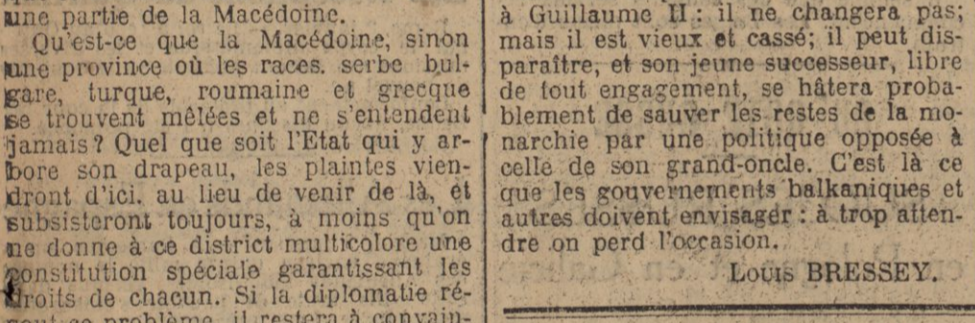 une partie de la Macédoine.
Qu'est-ce que la Macédoine, sinon
une province où les races. serbe bul-
gare, turque, roumaine et grecque
se trouvent mêlées et ne s'entendent
jamais? Quel que soit l'Etat qui y ar-
bore son drapeau, les plaintes vien-
dront d'ici. au lieu de venir de là, et
subsisteront toujours, à moins qu'on
ne donne à ce district multicolore une
constitution spéciale garantissant les
droits de chacun. Si la diplomatie ré-
sout ce problème, il restera à convain-
à Guillaume II : il ne changera pas;
mais il est vieux et cassé; il peut dis-
paraître, et son jeune successeur, libre
de tout engagement, se hâtera proba-
blement de sauver les restes de la mo-
narchie par une politique opposée à
celle de son grand-oncle. C'est là ce
que les gouvernements balkaniques et
autres doivent envisager : à trop atten-
dre on perd l'occasion.
Louis BRESSEY.